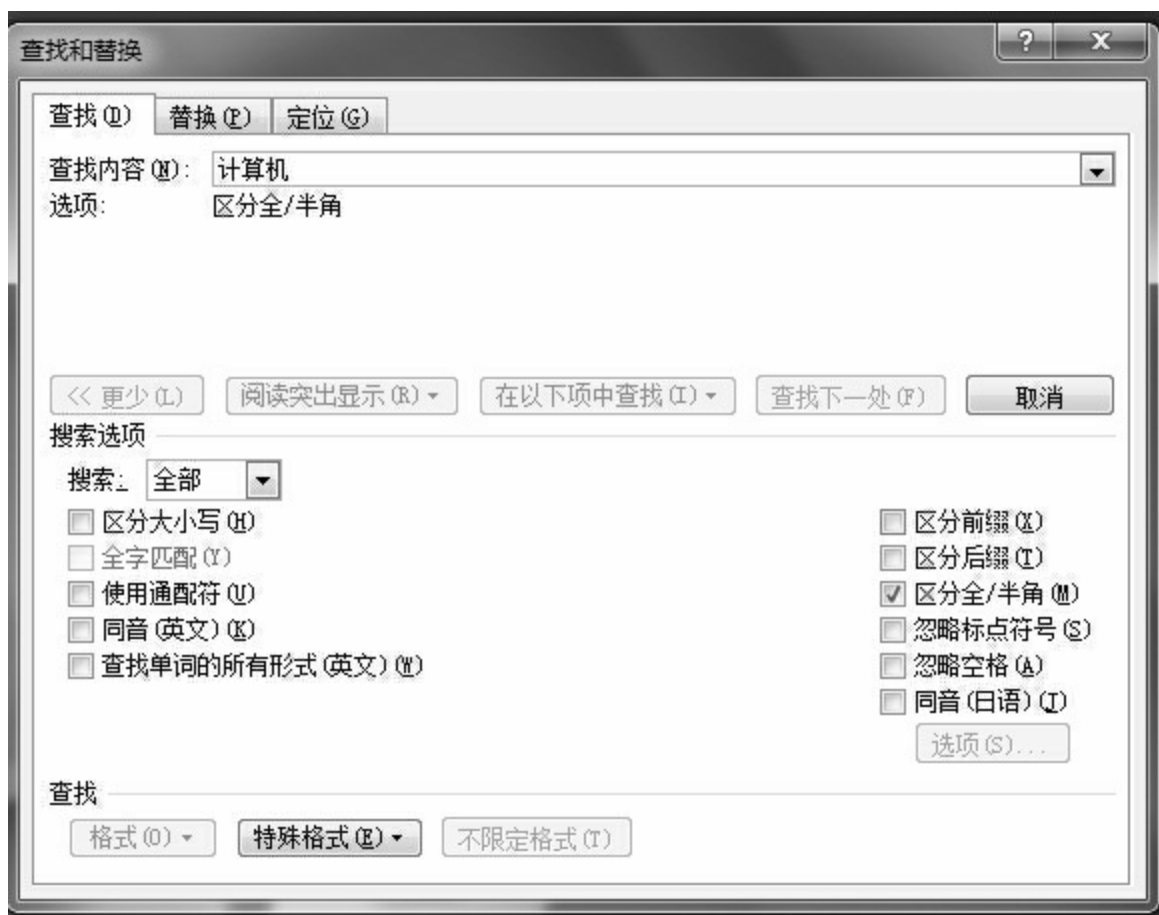 查找和替换
查找(D) 替换(P) 定位(G)
查找内容(N): 计算机
选项: 区分全/半角
<< 更少(L) 阅读突出显示(R) 在以下项中查找(I) 查找下一处(F) 取消
搜索选项
搜索: 全部
区分大小写(H) 区分前缀(X)
全字匹配(Y) 区分后缀(T)
使用通配符(U) 区分全/半角(M)
同音(英文)(K) 忽略标点符号(S)
查找单词的所有形式(英文)(W) 忽略空格(A)
同音(日语)(J)
选项(S)...
查找
格式(O) 特殊格式(E) 不限定格式(T)